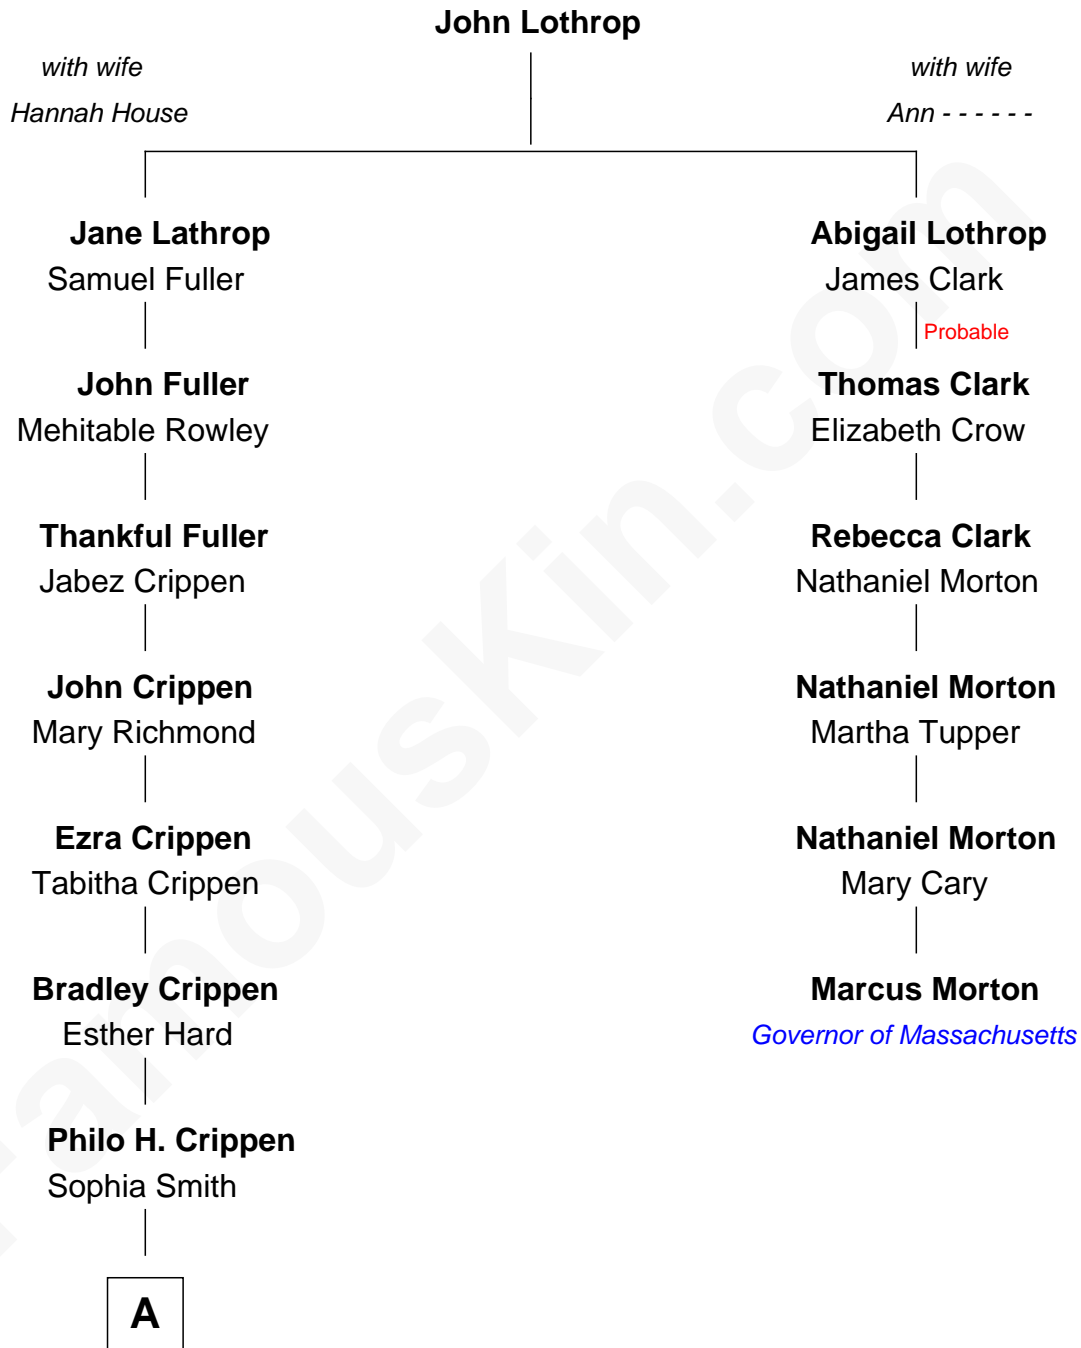 John Lothrop
with wife
Hannah House
with wife
Ann - - - - - -
Jane Lathrop
Samuel Fuller
Abigail Lothrop
James Clark
Probable
John Fuller
Mehitable Rowley
Thomas Clark
Elizabeth Crow
Thankful Fuller
Jabez Crippen
Rebecca Clark
Nathaniel Morton
John Crippen
Mary Richmond
Nathaniel Morton
Martha Tupper
Ezra Crippen
Tabitha Crippen
Nathaniel Morton
Mary Cary
Bradley Crippen
Esther Hard
Marcus Morton
Governor of Massachusetts
Philo H. Crippen
Sophia Smith
A
FamousKin.com